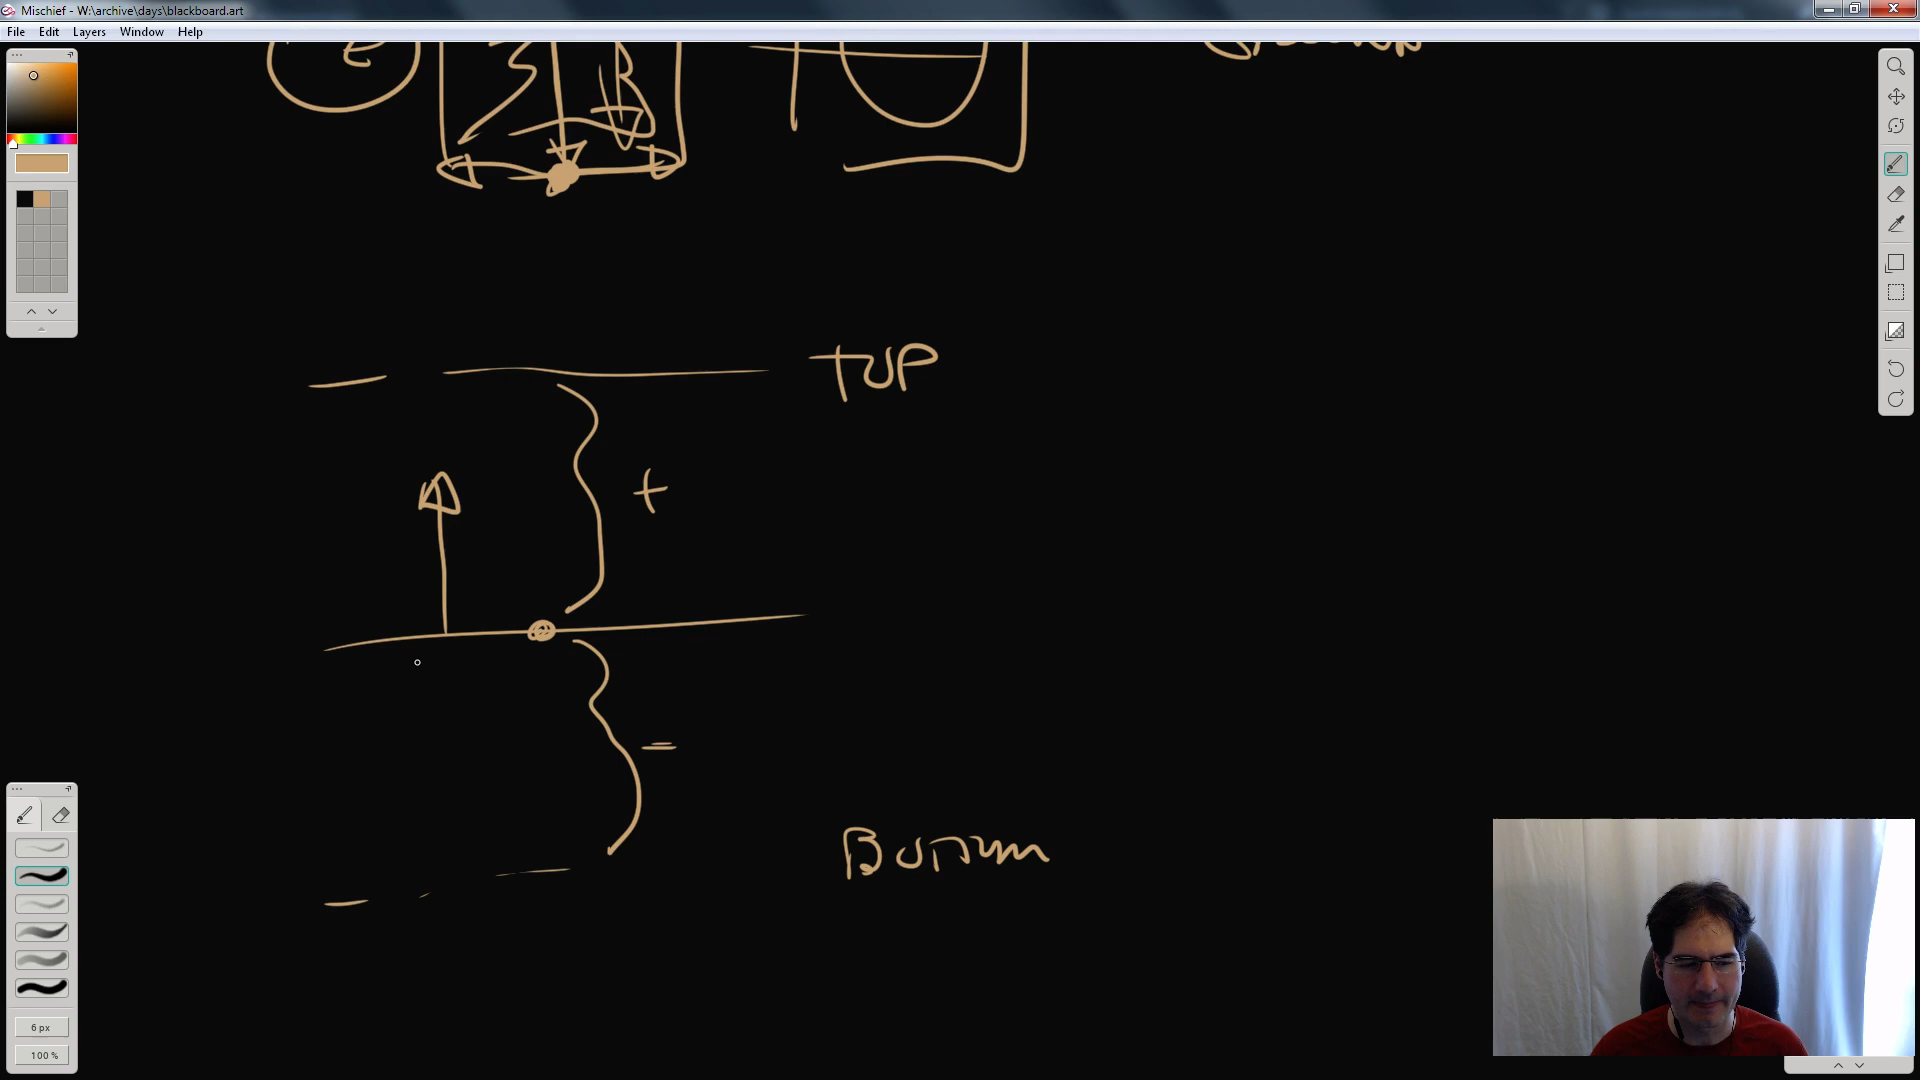 Mischief - W:\archive\days\blackboard.art
File Edit Layers Window Help
TOP
+
-
Bottom
6 px
100 %